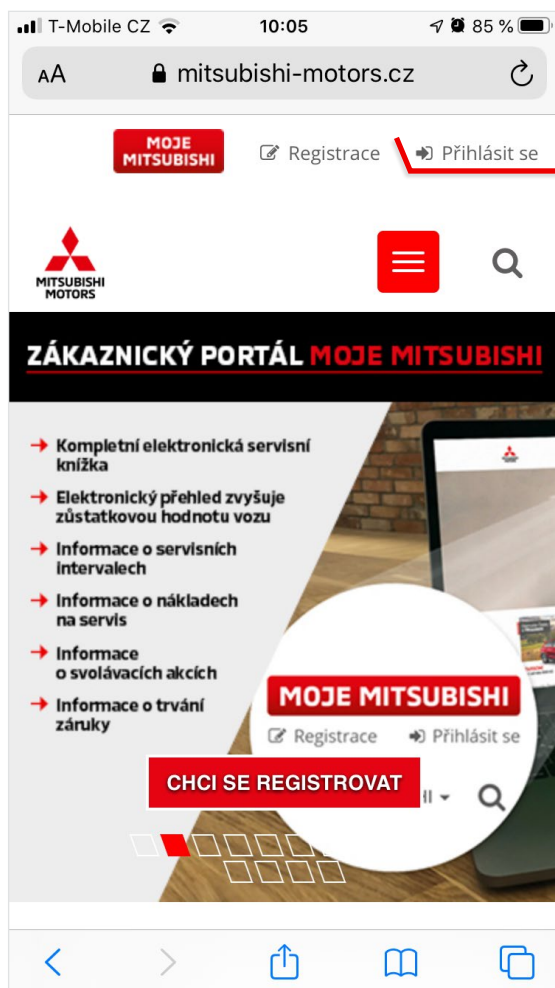 T-Mobile CZ 10:05 85 %
AA mitsubishi-motors.cz
MOJE
MITSUBISHI
Registrace Přihlásit se
MITSUBISHI
MOTORS
ZÁKAZNICKÝ PORTÁL MOJE MITSUBISHI
Kompletní elektronická servisní
knížka
Elektronický přehled zvyšuje
zůstatkovou hodnotu vozu
Informace o servisních
intervalech
Informace o nákladech
na servis
Informace
o svolávacích akcích
Informace o trvání
záruky
MOJE MITSUBISHI
Registrace Přihlásit se
CHCI SE REGISTROVAT
HI